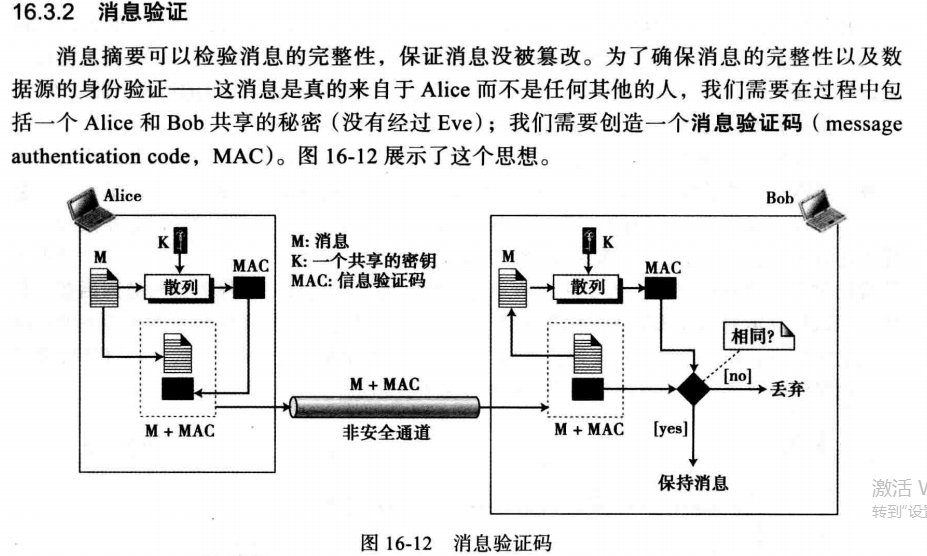 16.3.2 消息验证
消息摘要可以检验消息的完整性，保证消息没被篡改。为了确保消息的完整性以及数
据源的身份验证——这消息是真的来自于 Alice 而不是任何其他的人，我们需要在过程中包
括一个 Alice 和 Bob 共享的秘密（没有经过 Eve）；我们需要创造一个消息验证码（message
authentication code，MAC）。图 16-12 展示了这个思想。
Alice
Bob
K
M
散列
MAC
M + MAC
M: 消息
K: 一个共享的密钥
MAC: 信息验证码
M + MAC
非安全通道
K
M
散列
MAC
M + MAC
相同?
[no]
丢弃
[yes]
保持消息
图 16-12 消息验证码
激活 V
转到"设置